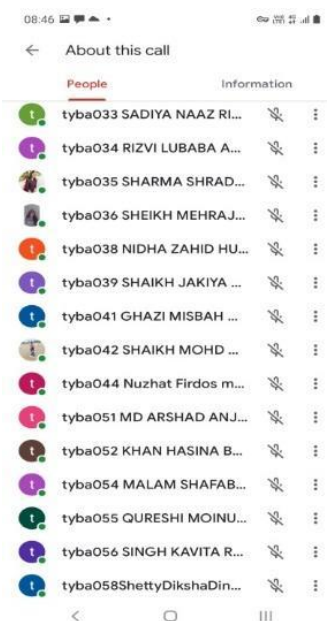 08:46
About this call
People Information
tyba033 SADIYA NAAZ RI...
tyba034 RIZVI LUBABA A...
tyba035 SHARMA SHRAD...
tyba036 SHEIKH MEHRAJ...
tyba038 NIDHA ZAHID HU...
tyba039 SHAIKH JAKIYA ...
tyba041 GHAZI MISBAH ...
tyba042 SHAIKH MOHD ...
tyba044 Nuzhat Firdos m...
tyba051 MD ARSHAD ANJ...
tyba052 KHAN HASINA B...
tyba054 MALAM SHAFAB...
tyba055 QURESHI MOINU...
tyba056 SINGH KAVITA R...
tyba058ShettyDikshaDin...